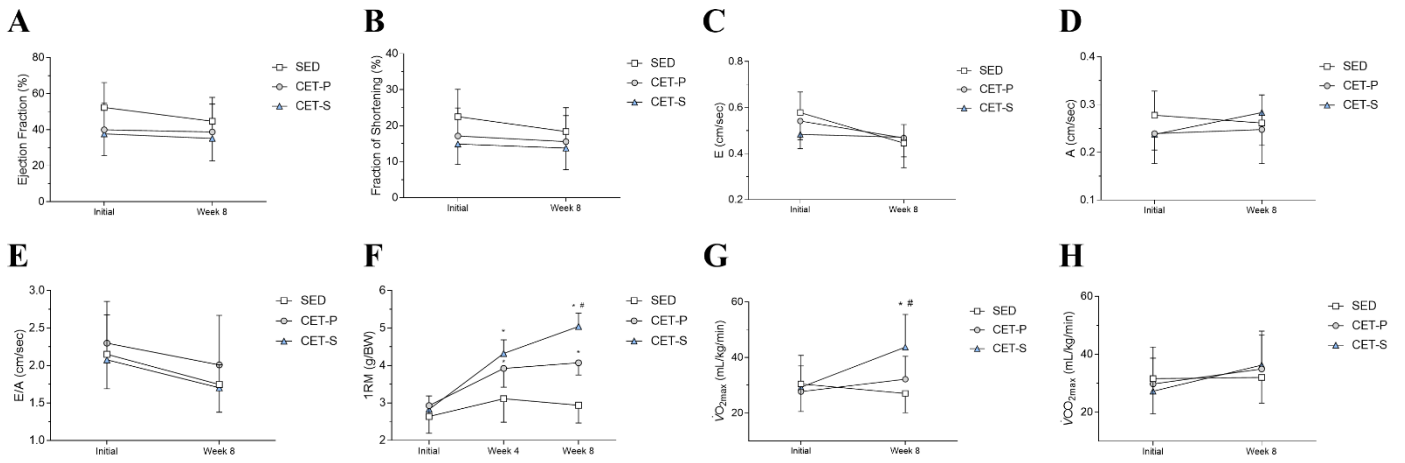 A
Ejection Fraction (%)
80
60
40
20
0
Initial
Week 8
SED
CET-P
CET-S
B
Fraction of Shortening (%)
40
30
20
10
0
Initial
Week 8
SED
CET-P
CET-S
C
E (cm/sec)
0.8
0.6
0.4
0.2
Initial
Week 8
SED
CET-P
CET-S
D
A (cm/sec)
0.4
0.3
0.2
0.1
Initial
Week 8
SED
CET-P
CET-S
E
E/A (cm/sec)
3.0
2.5
2.0
1.5
1.0
Initial
Week 8
SED
CET-P
CET-S
F
1RM (g/BW)
6
5
4
3
2
*
*
* #
*
Initial
Week 4
Week 8
SED
CET-P
CET-S
G
V̇O2max (mL/kg/min)
60
40
20
* #
Initial
Week 8
SED
CET-P
CET-S
H
V̇CO2max (mL/kg/min)
60
40
20
Initial
Week 8
SED
CET-P
CET-S